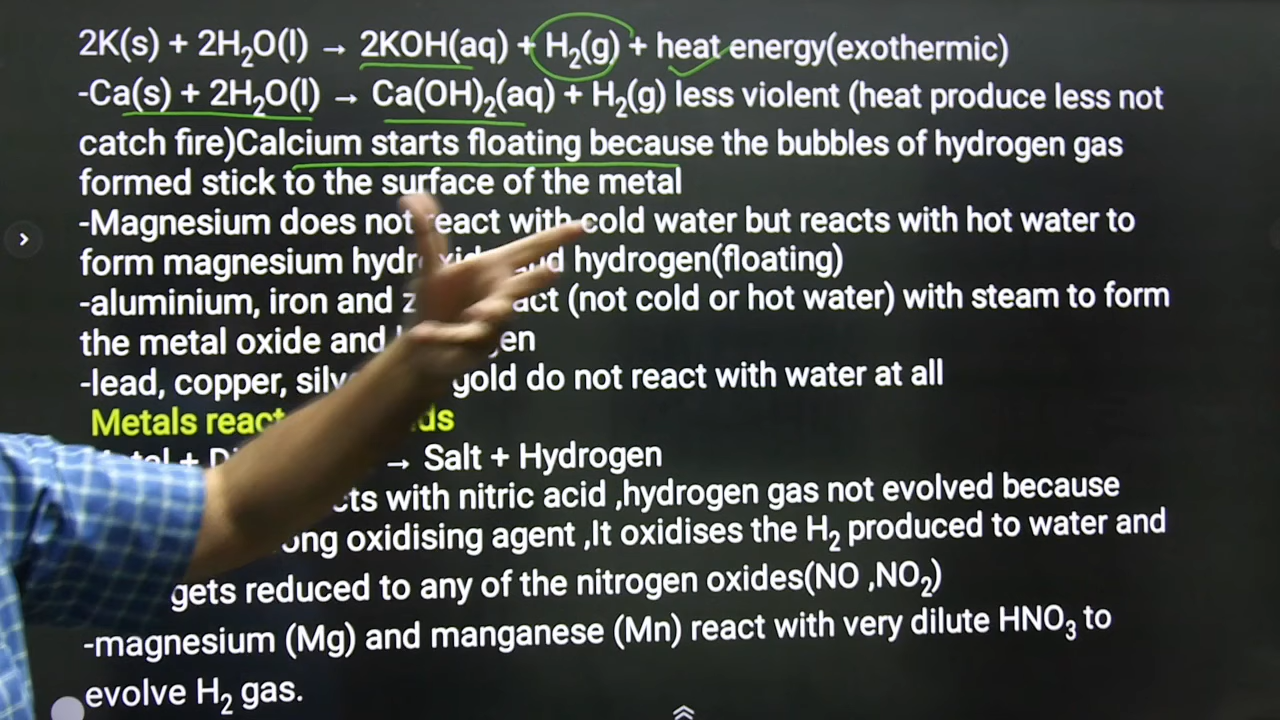 2K(s) + 2H₂O(l) → 2KOH(aq) + H₂(g) + heat energy(exothermic)
-Ca(s) + 2H₂O(l) → Ca(OH)₂(aq) + H₂(g) less violent (heat produce less not
catch fire)Calcium starts floating because the bubbles of hydrogen gas
formed stick to the surface of the metal
-Magnesium does not react with cold water but reacts with hot water to
form magnesium and hydrogen(floating)
-aluminium, iron and (not cold or hot water) with steam to form
the metal oxide and
-lead, copper, gold do not react with water at all
Metals react
→ Salt + Hydrogen
with nitric acid ,hydrogen gas not evolved because
oxidising agent ,It oxidises the H₂ produced to water and
gets reduced to any of the nitrogen oxides(NO ,NO₂)
-magnesium (Mg) and manganese (Mn) react with very dilute HNO₃ to
evolve H₂ gas.